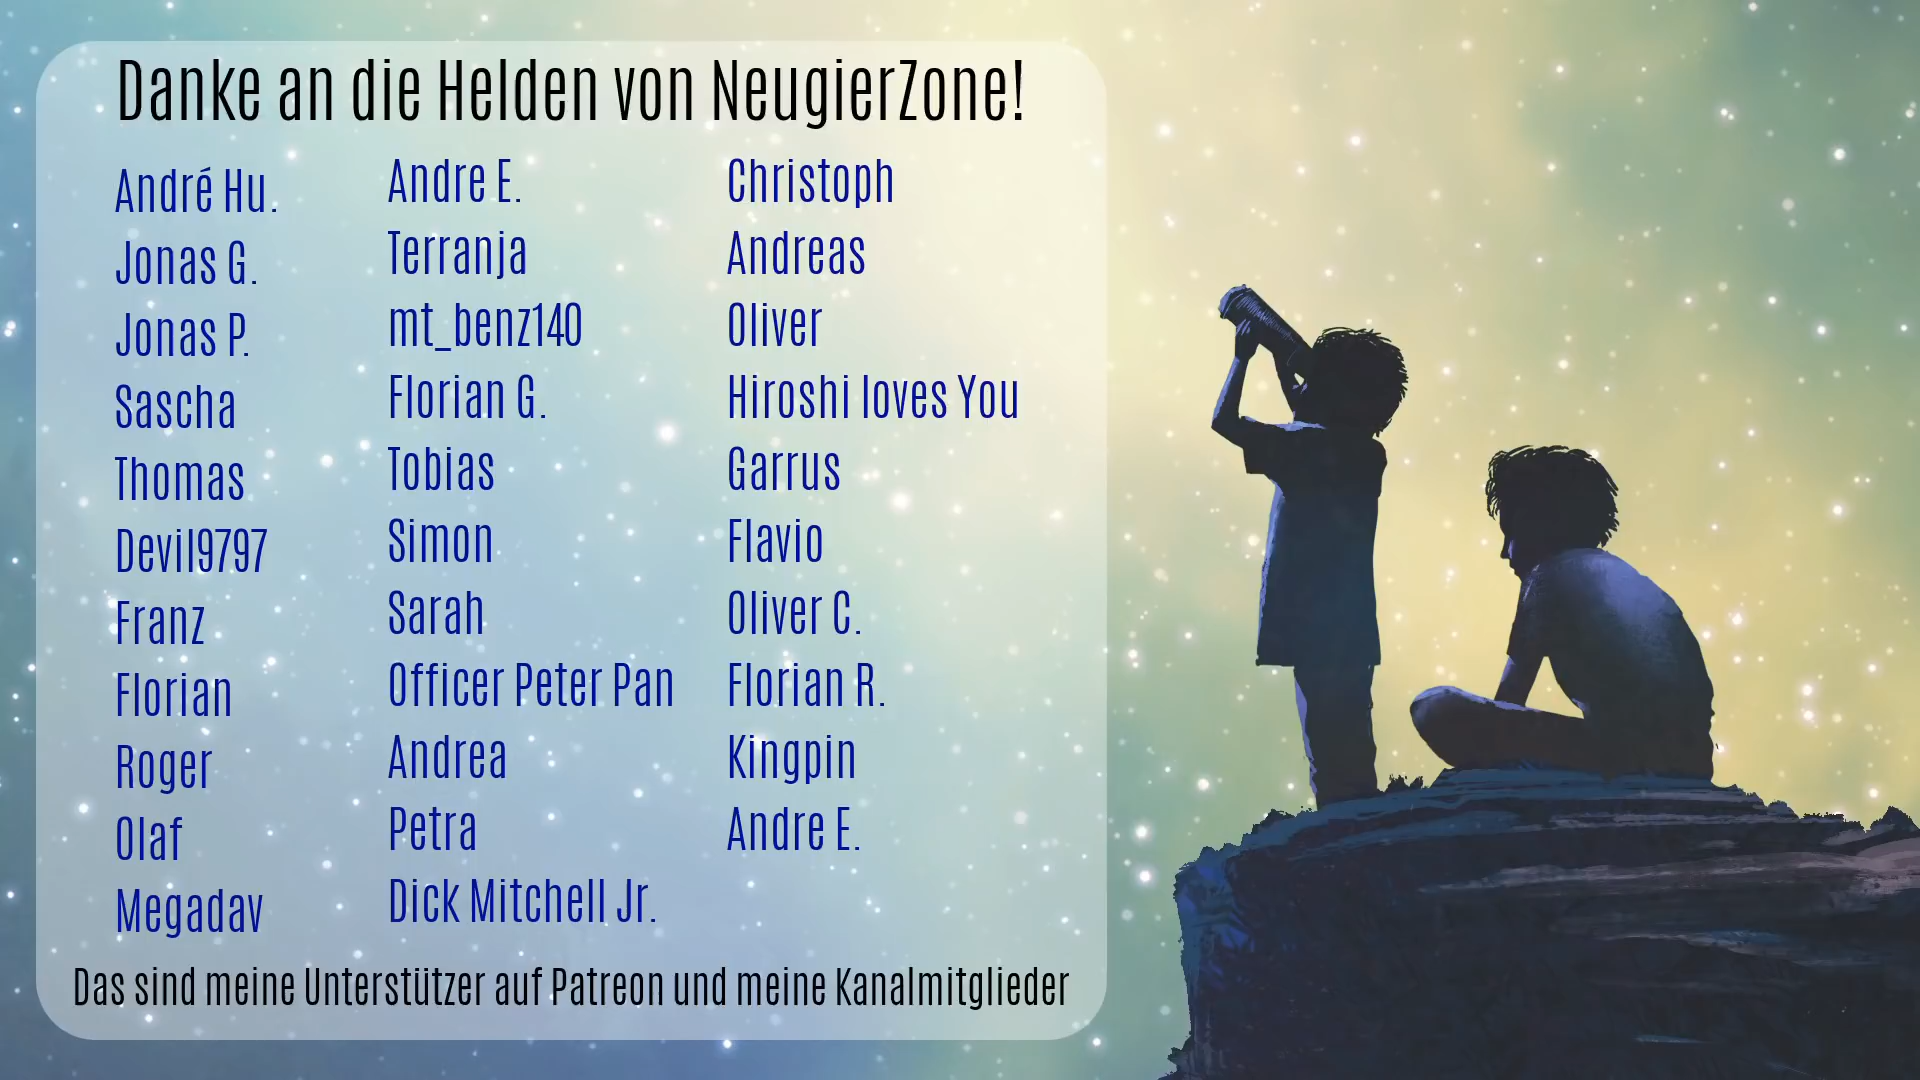 Danke an die Helden von NeugierZone!
André Hu.
Jonas G.
Jonas P.
Sascha
Thomas
Devil9797
Franz
Florian
Roger
Olaf
Megadav
Andre E.
Terranja
mt_benz140
Florian G.
Tobias
Simon
Sarah
Officer Peter Pan
Andrea
Petra
Dick Mitchell Jr.
Christoph
Andreas
Oliver
Hiroshi loves You
Garrus
Flavio
Oliver C.
Florian R.
Kingpin
Andre E.
Das sind meine Unterstützer auf Patreon und meine Kanalmitglieder